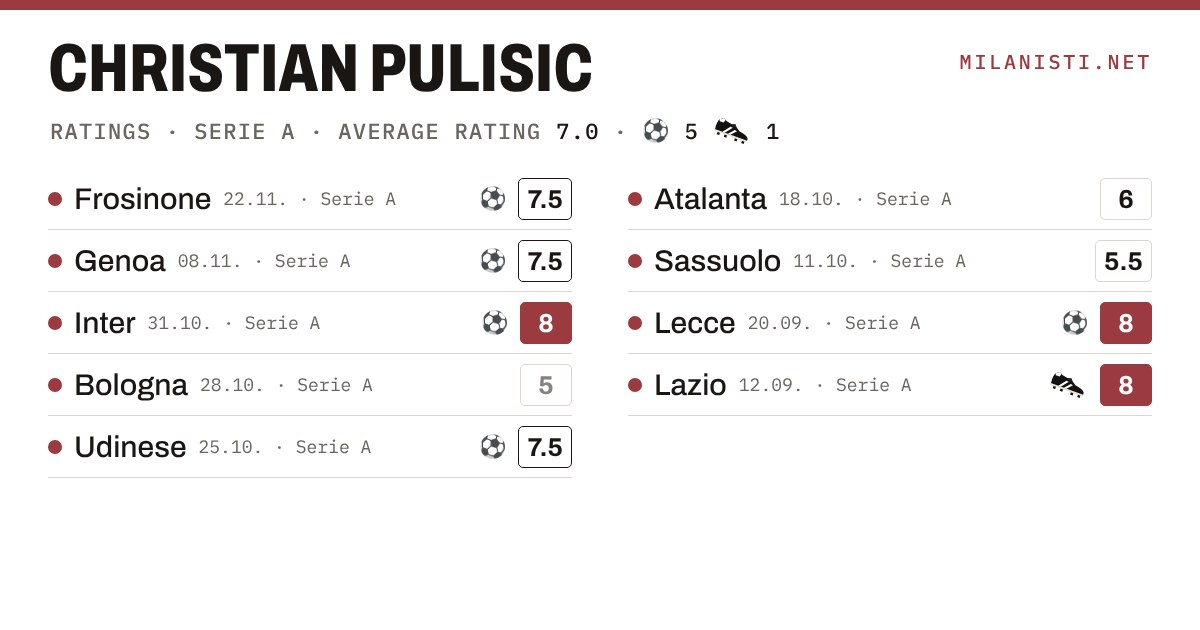 CHRISTIAN PULISIC
MILANISTI.NET
RATINGS · SERIE A · AVERAGE RATING 7.0 · ⚽ 5 1
Frosinone 22.11. · Serie A ⚽ 7.5
Genoa 08.11. · Serie A ⚽ 7.5
Inter 31.10. · Serie A ⚽ 8
Bologna 28.10. · Serie A 5
Udinese 25.10. · Serie A ⚽ 7.5
Atalanta 18.10. · Serie A 6
Sassuolo 11.10. · Serie A 5.5
Lecce 20.09. · Serie A ⚽ 8
Lazio 12.09. · Serie A 8